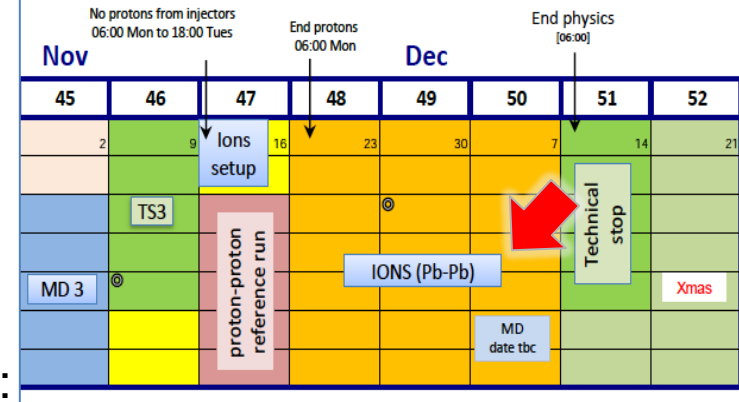 No protons from injectors
06:00 Mon to 18:00 Tues
End protons
06:00 Mon
End physics
[06:00]
Nov
Dec
45 46 47 48 49 50 51 52
2 9 16 23 30 7 14 21
Ions
setup
TS3
proton-proton
reference run
Technical
stop
IONS (Pb-Pb)
MD 3
Xmas
MD
date tbc
: